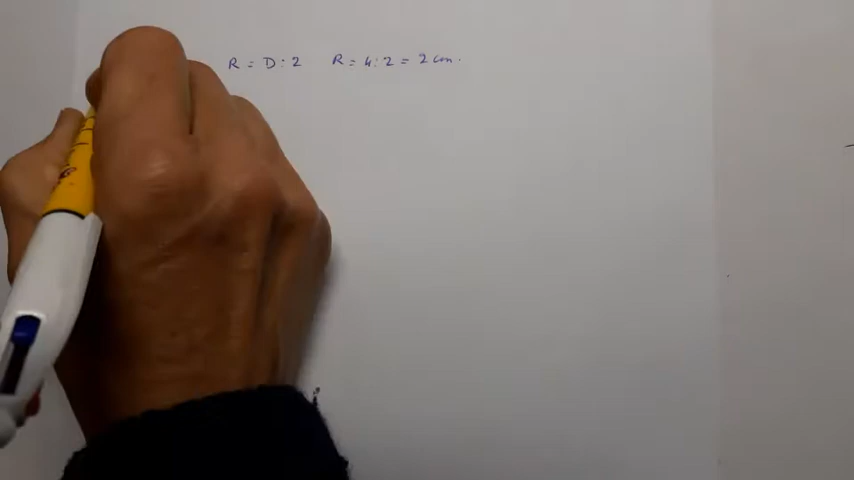 R = D : 2 R = 4 : 2 = 2 cm.